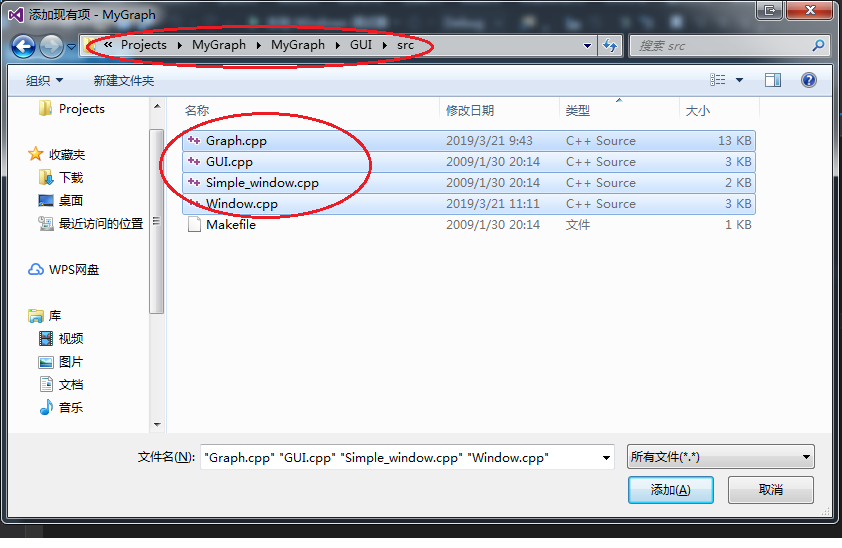 添加现有项 - MyGraph
« Projects ▸ MyGraph ▸ MyGraph ▸ GUI ▸ src
搜索 src
组织 新建文件夹
Projects
收藏夹
下载
桌面
最近访问的位置
WPS网盘
库
视频
图片
文档
音乐
名称 修改日期 类型 大小
Graph.cpp 2019/3/21 9:43 C++ Source 13 KB
GUI.cpp 2009/1/30 20:14 C++ Source 3 KB
Simple_window.cpp 2009/1/30 20:14 C++ Source 2 KB
Window.cpp 2019/3/21 11:11 C++ Source 3 KB
Makefile 2009/1/30 20:14 文件 1 KB
文件名(N): "Graph.cpp" "GUI.cpp" "Simple_window.cpp" "Window.cpp" 所有文件(*.*)
添加(A) 取消